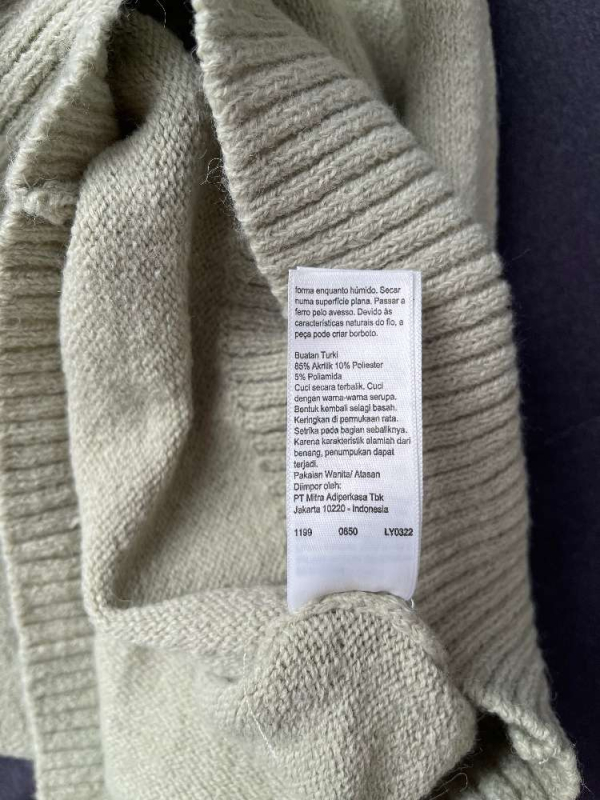 forma enquanto húmido. Secar
numa superfície plana. Passar a
ferro pelo avesso. Devido às
características naturais do fio, a
peça pode criar borboto.
Buatan Turki
85% Akrilik 10% Poliester
5% Poliamida
Cuci secara terbalik. Cuci
dengan warna-warna serupa.
Bentuk kembali selagi basah.
Keringkan di permukaan rata.
Setrika pada bagian sebaliknya.
Karena karakteristik alamiah dari
benang, penumpukan dapat
terjadi.
Pakaian Wanita/ Atasan
Diimpor oleh:
PT Mitra Adiperkasa Tbk
Jakarta 10220 - Indonesia
1199 0650 LY0322